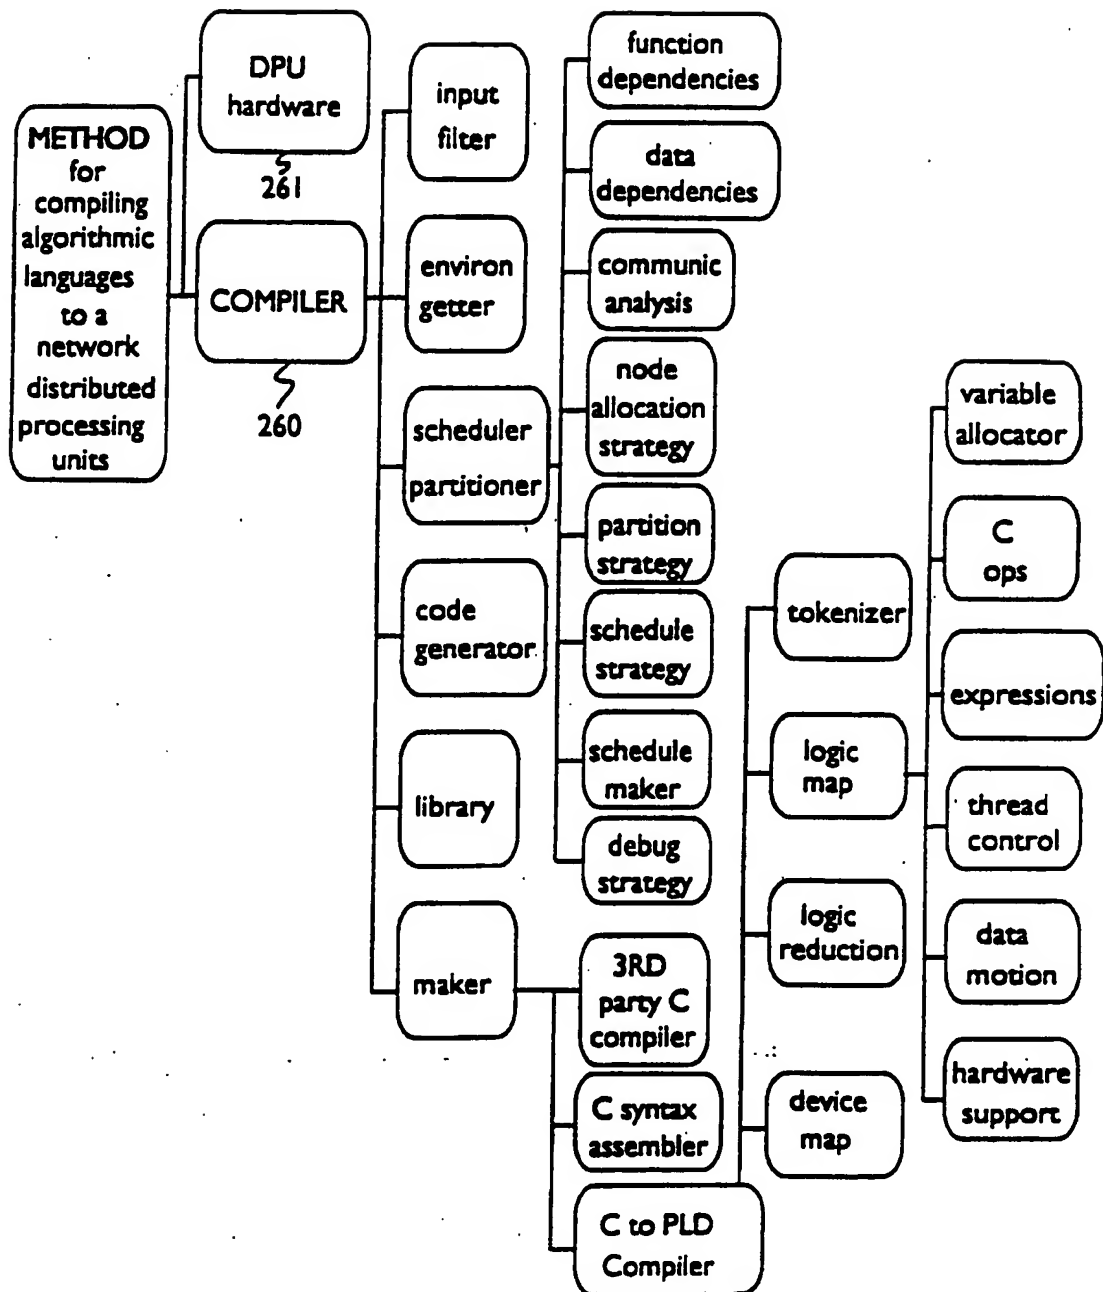 METHOD
for
compiling
algorithmic
languages
to a
network
distributed
processing
units
DPU
hardware
261
COMPILER
260
input
filter
environ
getter
scheduler
partitioner
code
generator
library
maker
function
dependencies
data
dependencies
communic
analysis
node
allocation
strategy
partition
strategy
schedule
strategy
schedule
maker
debug
strategy
3RD
party C
compiler
C syntax
assembler
C to PLD
Compiler
tokenizer
logic
map
logic
reduction
device
map
variable
allocator
C
ops
expressions
thread
control
data
motion
hardware
support